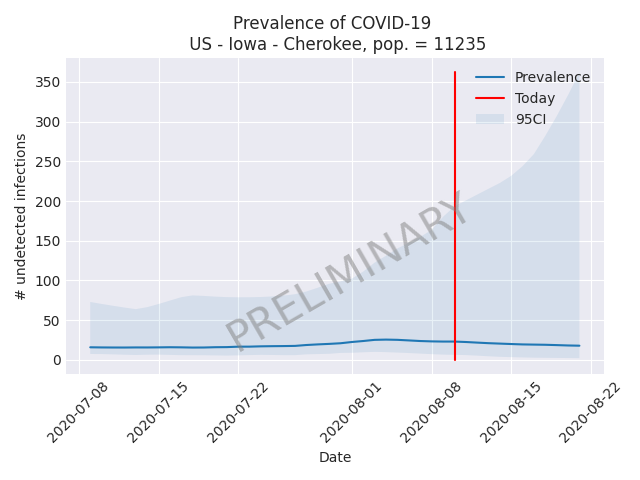 Prevalence of COVID-19
US - Iowa - Cherokee, pop. = 11235
# undetected infections
350
300
250
200
150
100
50
0
Prevalence
Today
95CI
PRELIMINARY
2020-07-08
2020-07-15
2020-07-22
2020-08-01
2020-08-08
2020-08-15
2020-08-22
Date